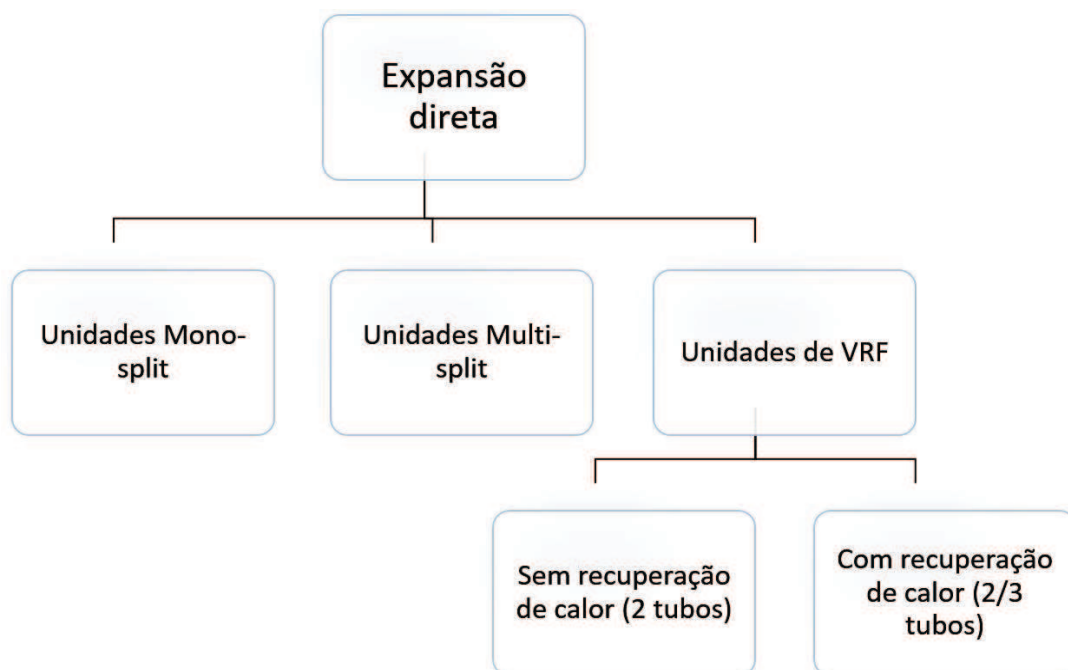 Expansão
direta
Unidades Mono-
split
Unidades Multi-
split
Unidades de VRF
Sem recuperação
de calor (2 tubos)
Com recuperação
de calor (2/3
tubos)